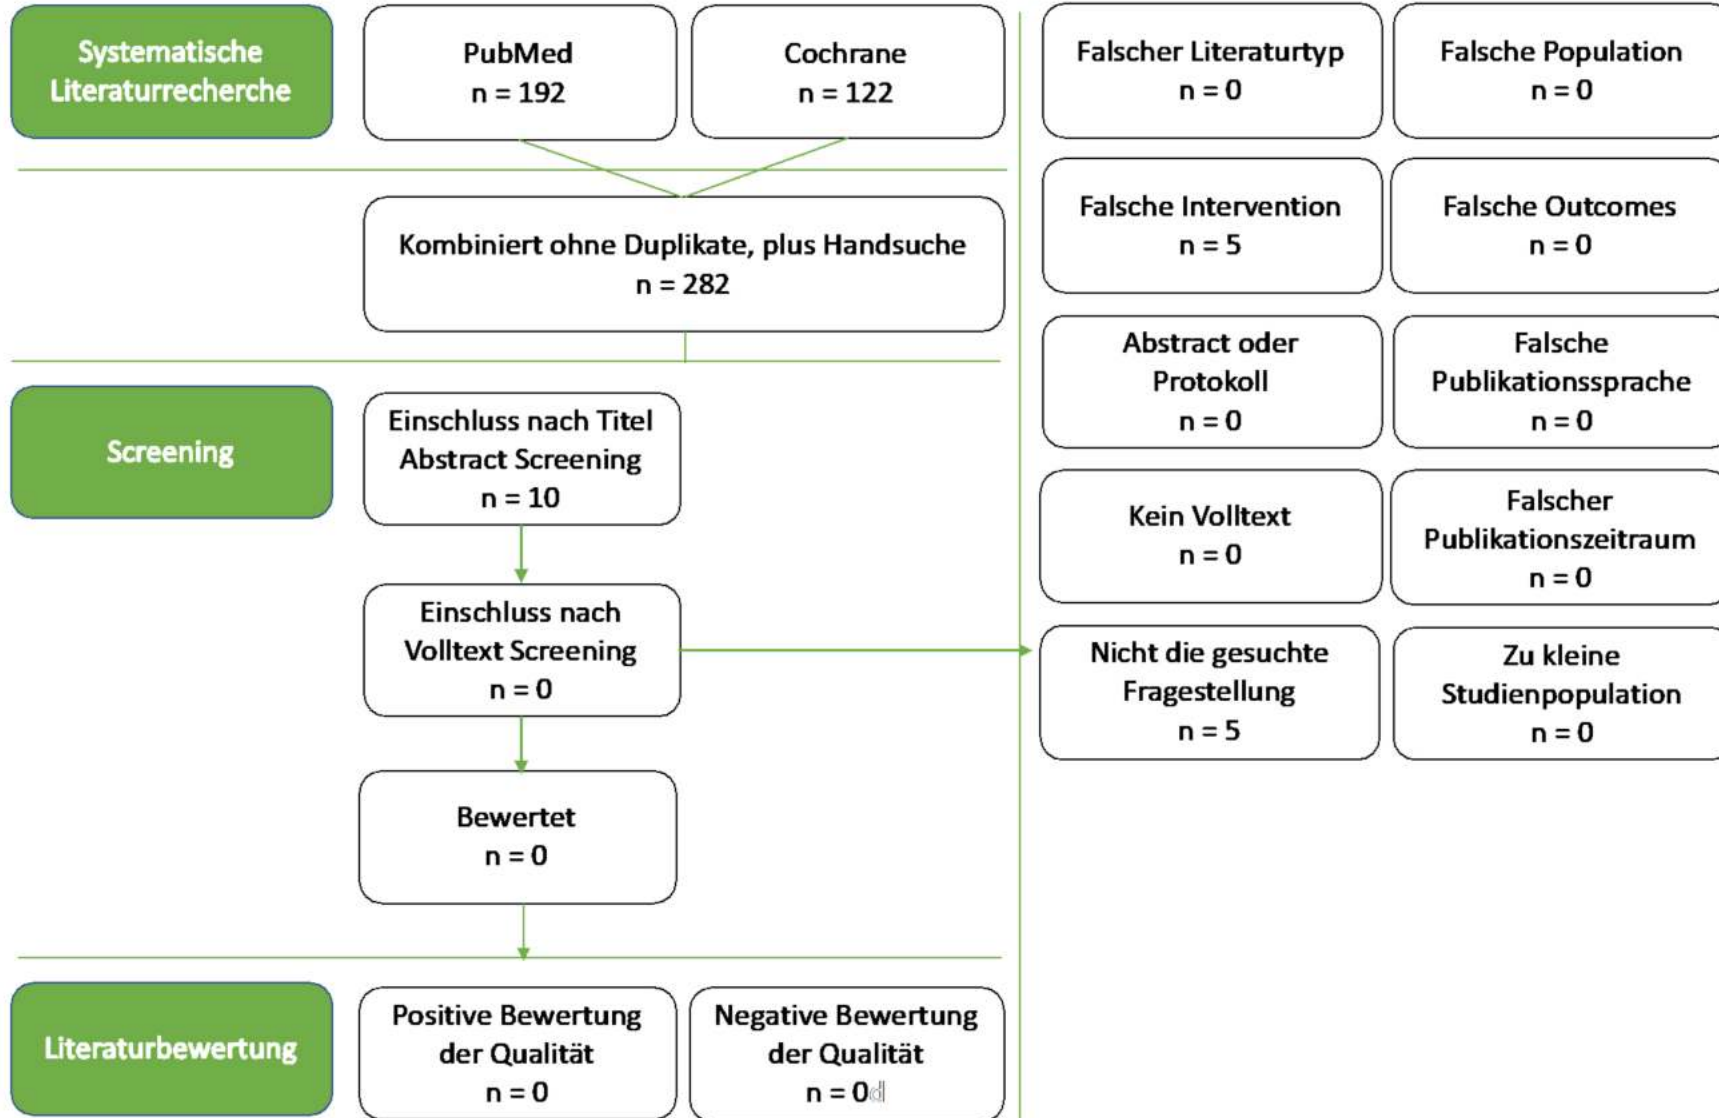 Systematische
Literaturrecherche
PubMed
n = 192
Cochrane
n = 122
Kombiniert ohne Duplikate, plus Handsuche
n = 282
Screening
Einschluss nach Titel
Abstract Screening
n = 10
Einschluss nach
Volltext Screening
n = 0
Bewertet
n = 0
Literaturbewertung
Positive Bewertung
der Qualität
n = 0
Negative Bewertung
der Qualität
n = 0d
Falscher Literaturtyp
n = 0
Falsche Population
n = 0
Falsche Intervention
n = 5
Falsche Outcomes
n = 0
Abstract oder
Protokoll
n = 0
Falsche
Publikationssprache
n = 0
Kein Volltext
n = 0
Falscher
Publikationszeitraum
n = 0
Nicht die gesuchte
Fragestellung
n = 5
Zu kleine
Studienpopulation
n = 0